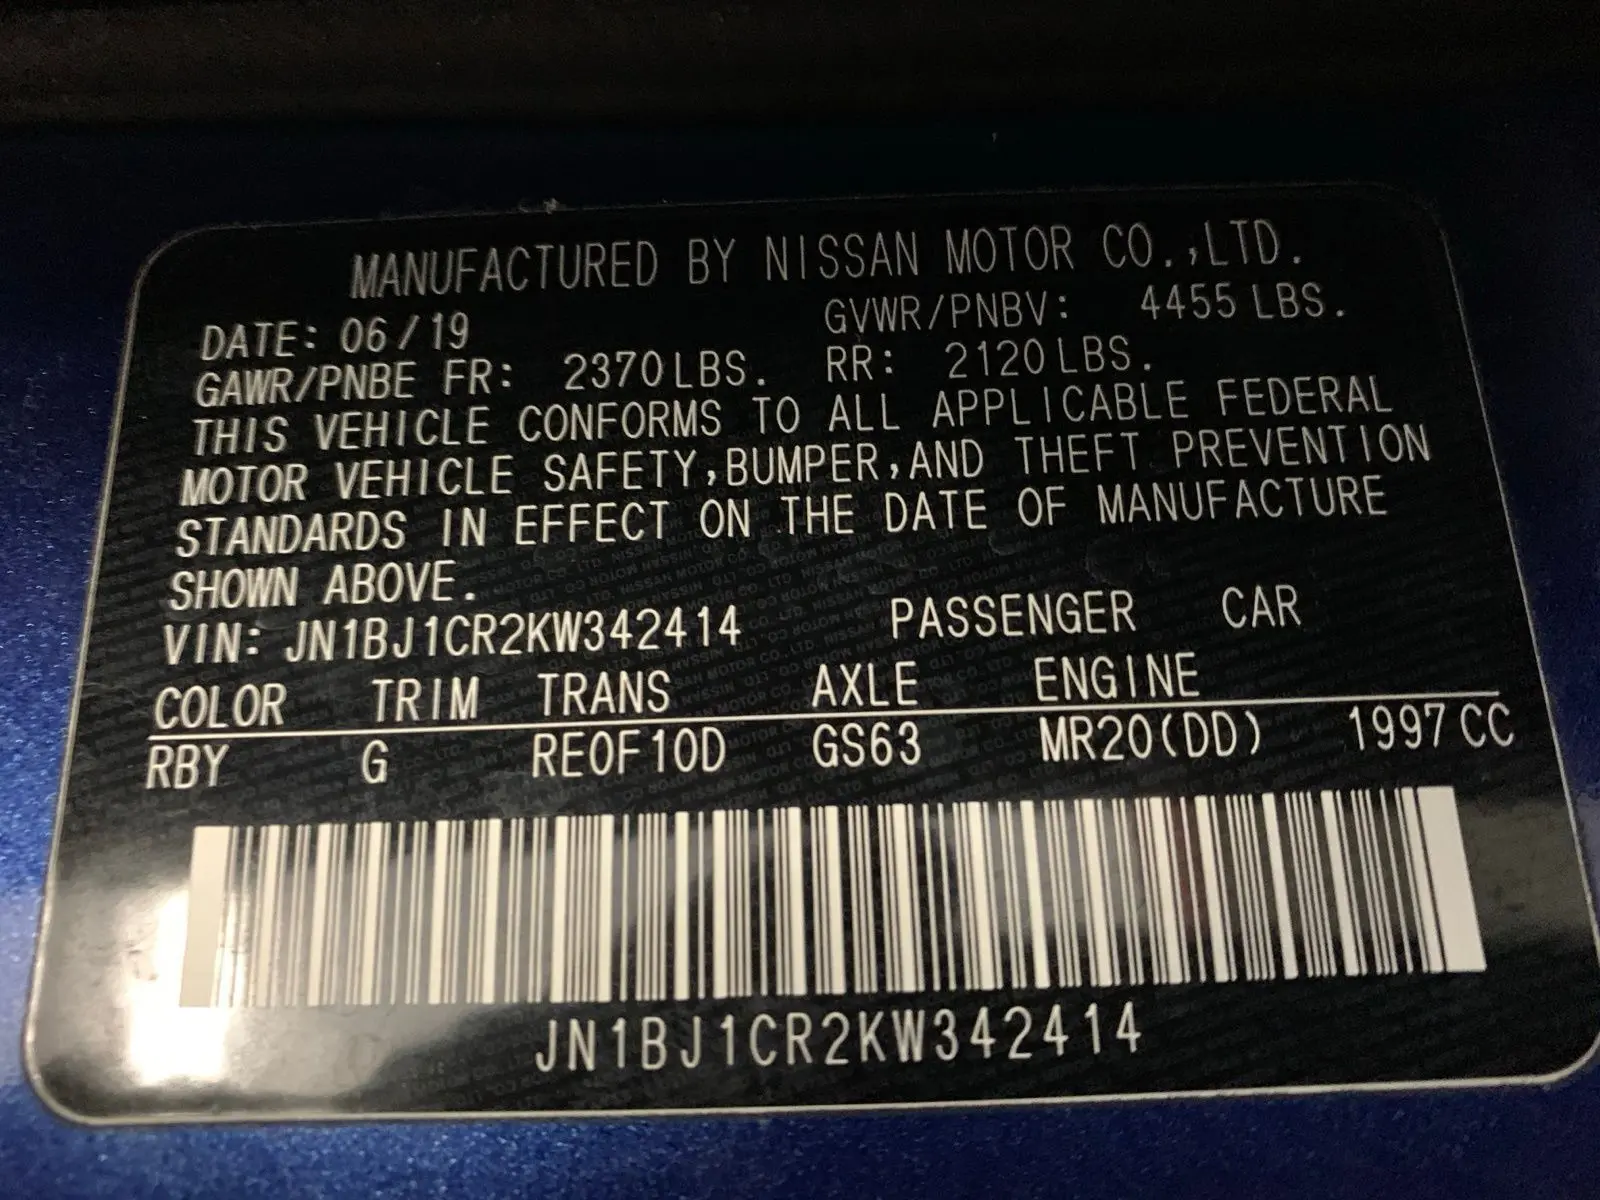 MANUFACTURED BY NISSAN MOTOR CO.,LTD.
DATE: 06/19 GVWR/PNBV: 4455 LBS.
GAWR/PNBE FR: 2370 LBS. RR: 2120 LBS.
THIS VEHICLE CONFORMS TO ALL APPLICABLE FEDERAL
MOTOR VEHICLE SAFETY,BUMPER,AND THEFT PREVENTION
STANDARDS IN EFFECT ON THE DATE OF MANUFACTURE
SHOWN ABOVE.
VIN: JN1BJ1CR2KW342414 PASSENGER CAR
COLOR TRIM TRANS AXLE ENGINE
RBY G RE0F10D GS63 MR20(DD) 1997 CC
JN1BJ1CR2KW342414